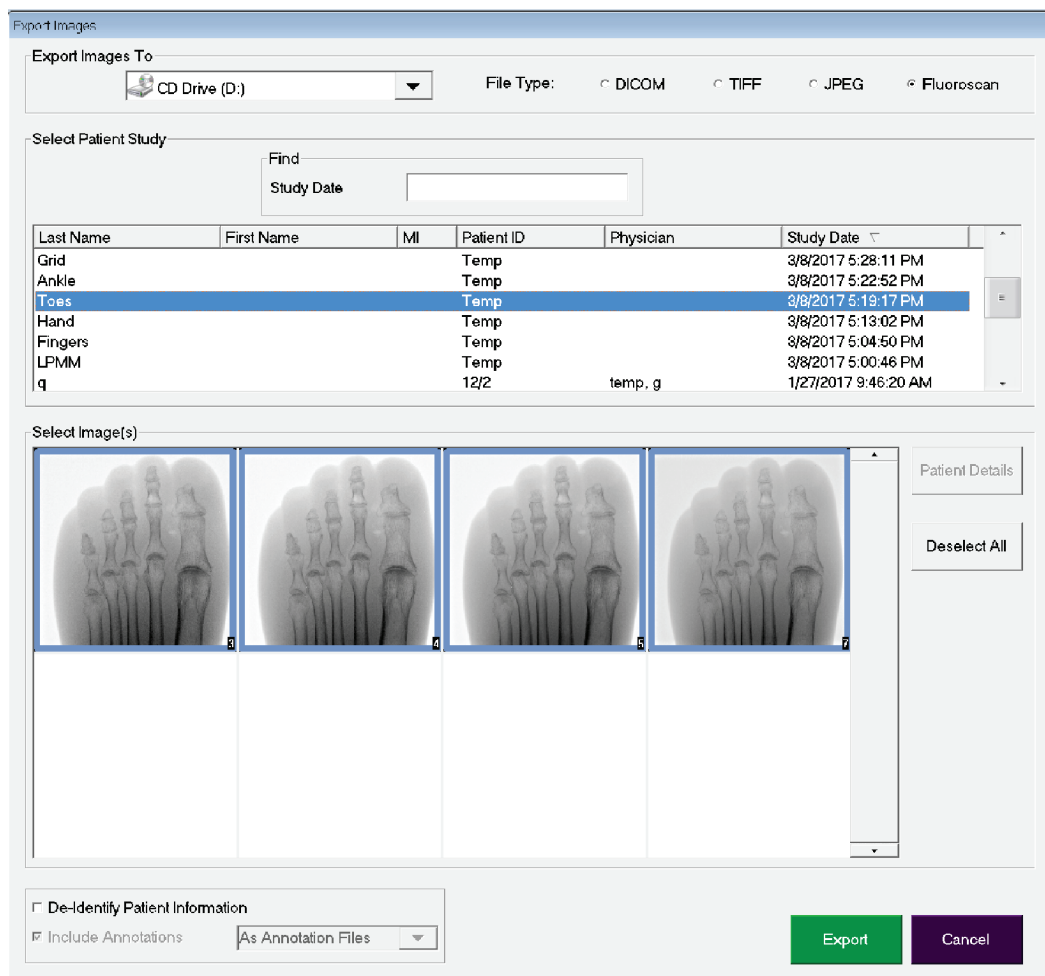 Export Images
Export Images To
CD Drive (D:)
File Type:
DICOM
TIFF
JPEG
Fluoroscan
Select Patient Study
Find
Study Date
Last Name First Name MI Patient ID Physician Study Date
Grid Temp 3/8/2017 5:28:11 PM
Ankle Temp 3/8/2017 5:22:52 PM
Toes Temp 3/8/2017 5:19:17 PM
Hand Temp 3/8/2017 5:13:02 PM
Fingers Temp 3/8/2017 5:04:50 PM
LPMM Temp 3/8/2017 5:00:46 PM
q 12/2 temp, g 1/27/2017 9:46:20 AM
Select Image(s)
3
4
5
7
Patient Details
Deselect All
De-Identify Patient Information
Include Annotations
As Annotation Files
Export
Cancel